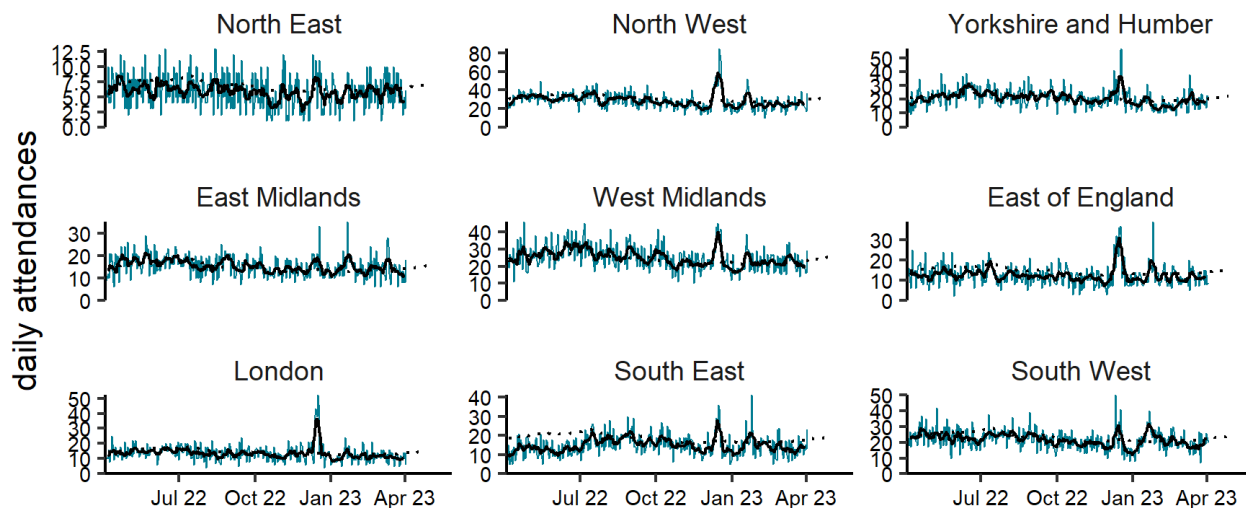 North East North West Yorkshire and Humber
12.5 10.0 7.5 5.0 2.5 0.0
80 60 40 20 0
50 40 30 20 10 0
daily attendances
East Midlands West Midlands East of England
30 20 10 0
40 30 20 10 0
30 20 10 0
London South East South West
50 40 30 20 10 0
40 30 20 10 0
50 40 30 20 10 0
Jul 22 Oct 22 Jan 23 Apr 23 Jul 22 Oct 22 Jan 23 Apr 23 Jul 22 Oct 22 Jan 23 Apr 23